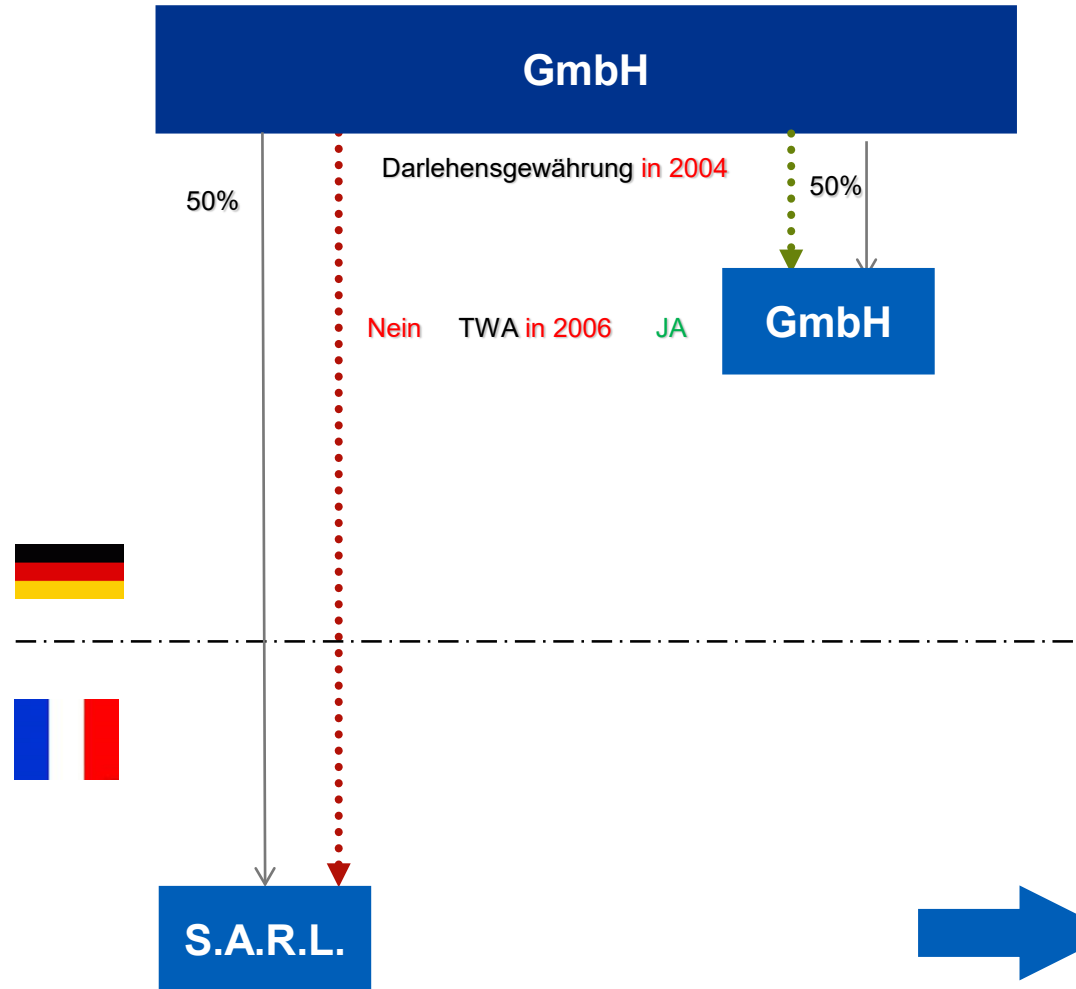 GmbH
Darlehensgewährung in 2004
50%
50%
Nein TWA in 2006 JA
GmbH
S.A.R.L.